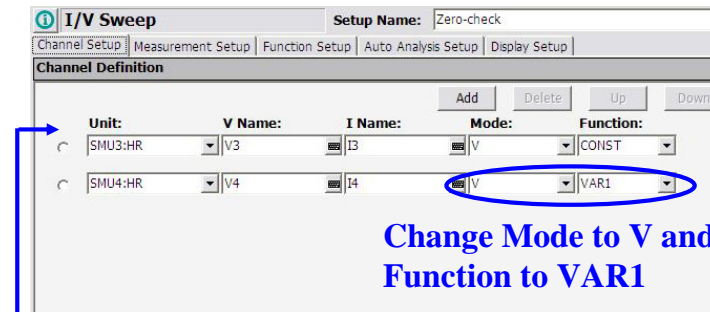 I/V Sweep Setup Name: Zero-check
Channel Setup Measurement Setup Function Setup Auto Analysis Setup Display Setup
Channel Definition
Add Delete Up Down
Unit: V Name: I Name: Mode: Function:
SMU3:HR V3 I3 V CONST
SMU4:HR V4 I4 V VAR1
Change Mode to V and
Function to VAR1